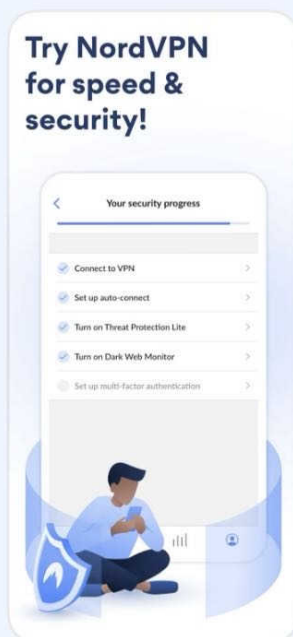 Try NordVPN
for speed &
security!
Your security progress
Connect to VPN
Set up auto-connect
Turn on Threat Protection Lite
Turn on Dark Web Monitor
Set up multi-factor authentication